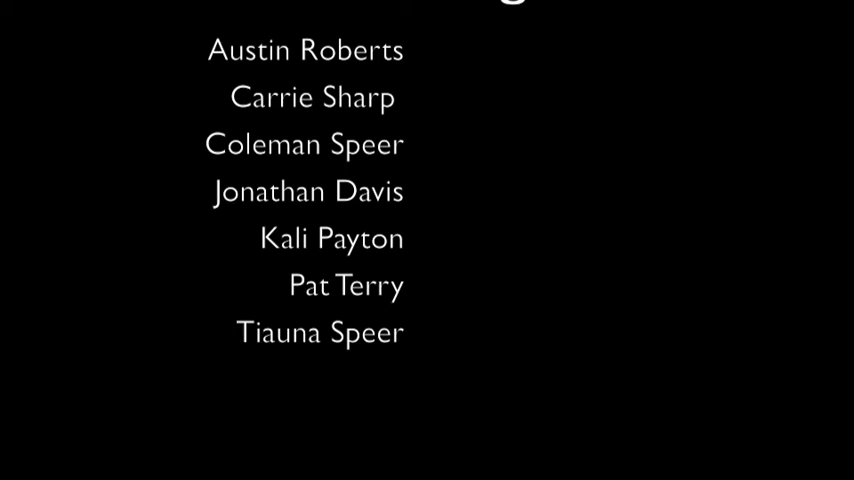 Austin Roberts
Carrie Sharp
Coleman Speer
Jonathan Davis
Kali Payton
Pat Terry
Tiauna Speer